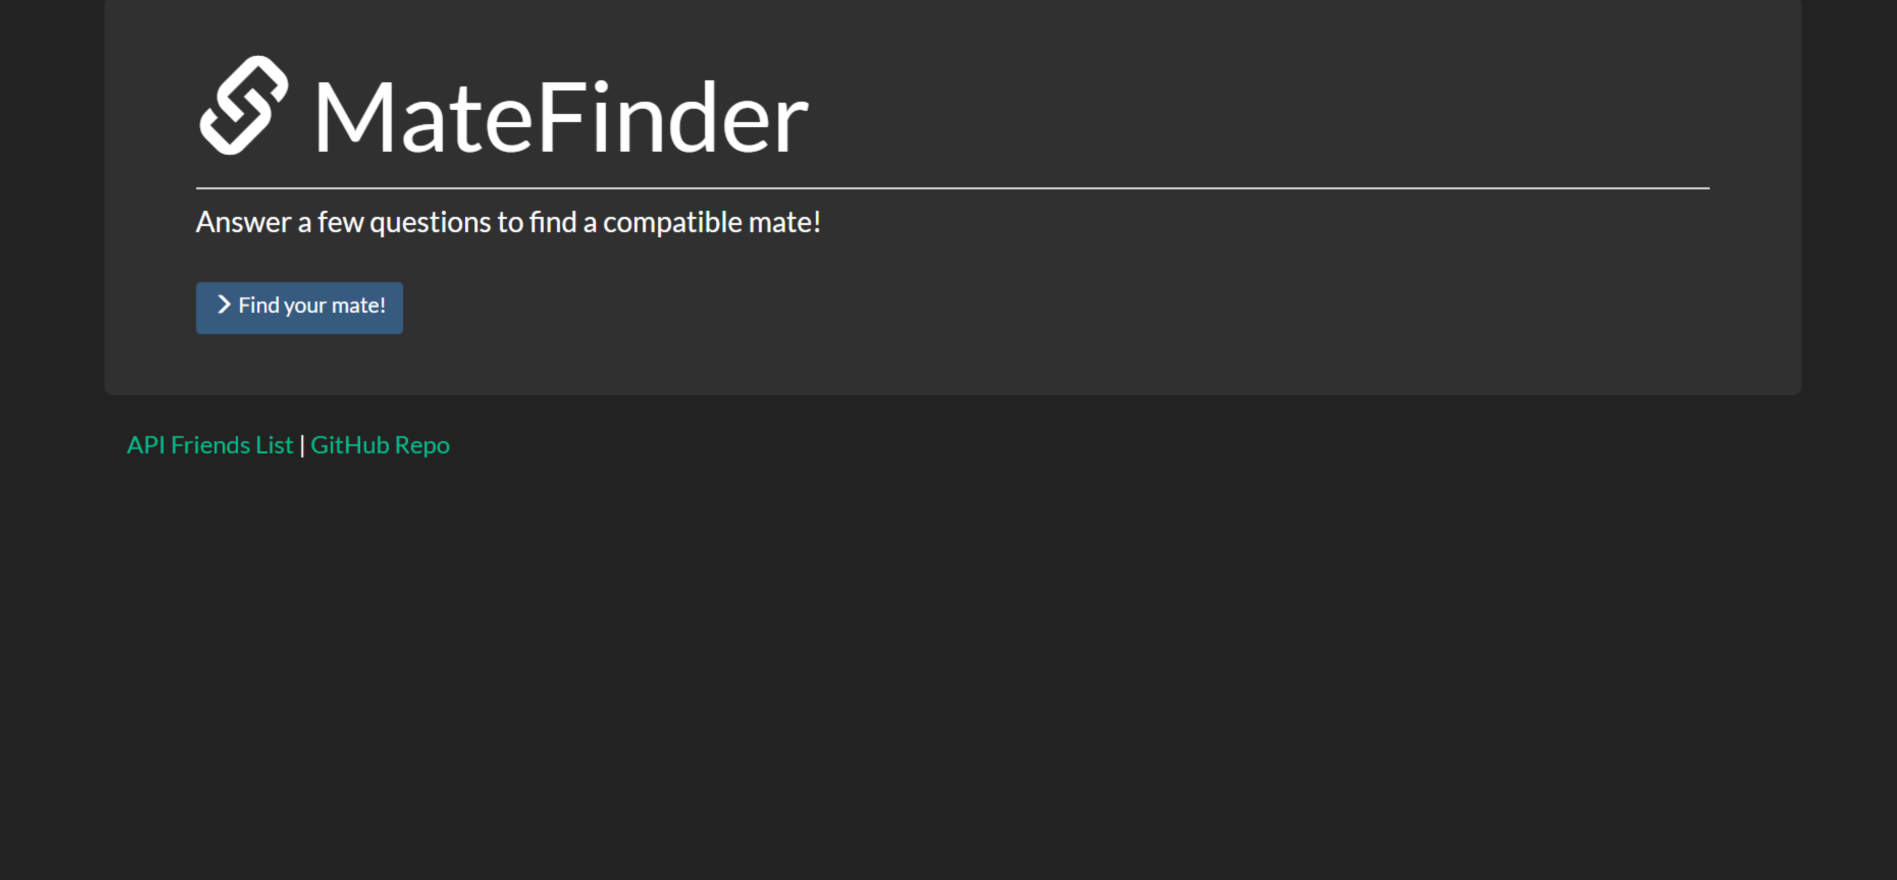 MateFinder
Answer a few questions to find a compatible mate!
Find your mate!
API Friends List | GitHub Repo